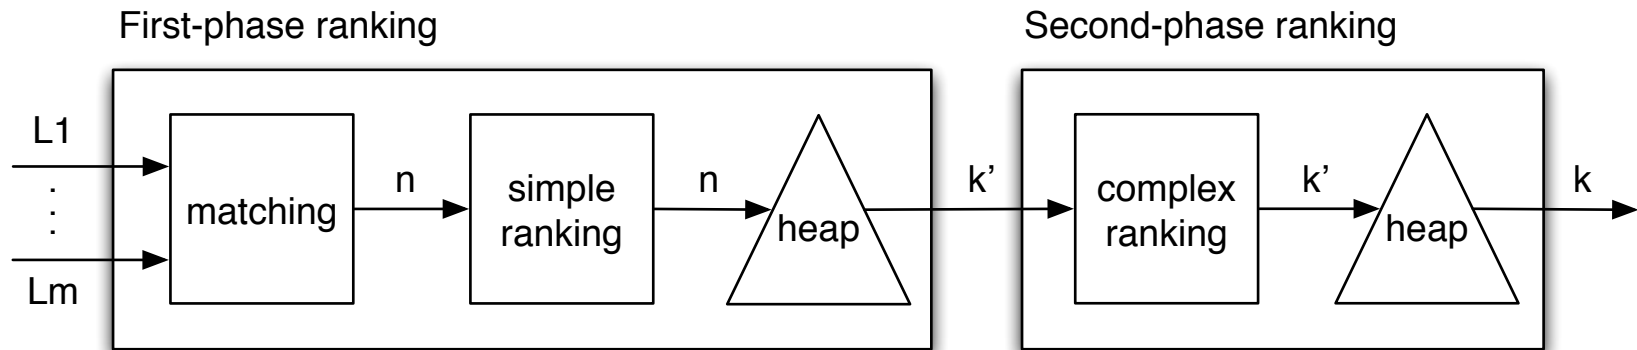 First-phase ranking
Second-phase ranking
L1
.
.
.
Lm
matching
n
simple
ranking
n
heap
k’
complex
ranking
k’
heap
k